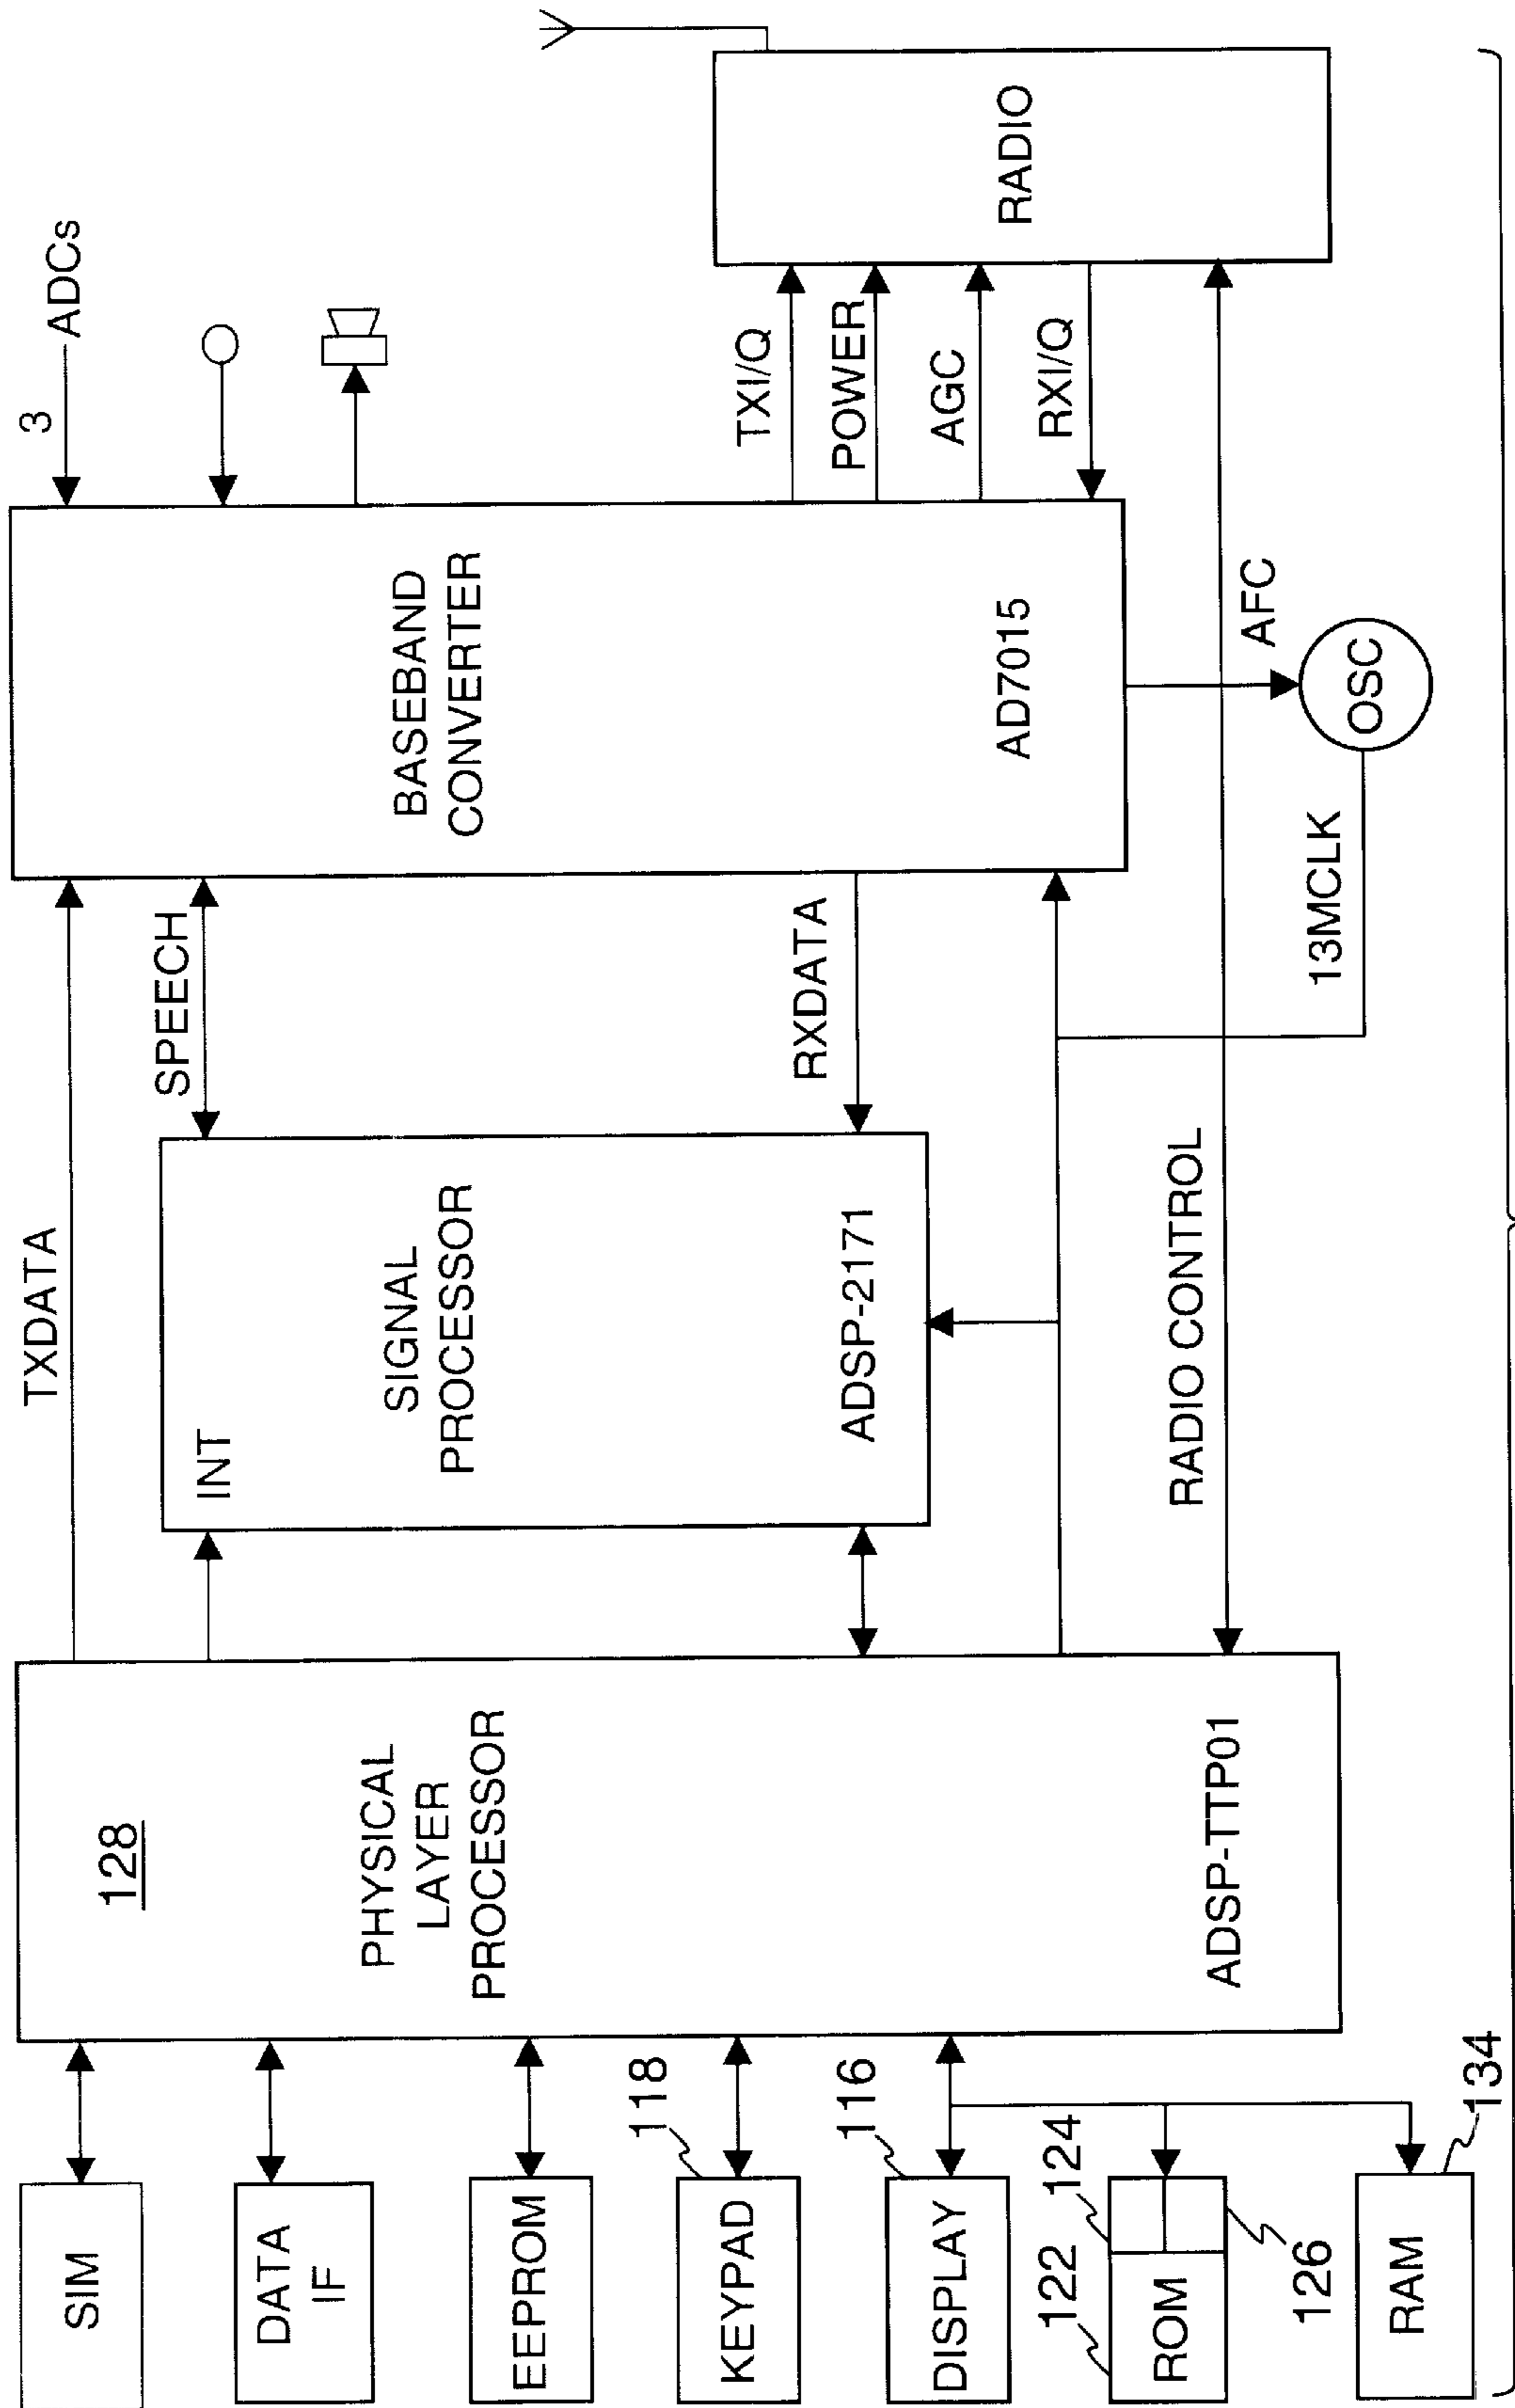 SIM
DATA
IF
EEPROM
118
KEYPAD
116
DISPLAY
122
124
ROM
126
RAM
134
128
PHYSICAL
LAYER
PROCESSOR
ADSP-TTP01
TXDATA
INT
SIGNAL
PROCESSOR
ADSP-2171
SPEECH
RXDATA
RADIO CONTROL
13MCLK
BASEBAND
CONVERTER
AD7015
AFC
OSC
3
ADCs
TXI/Q
POWER
AGC
RXI/Q
RADIO